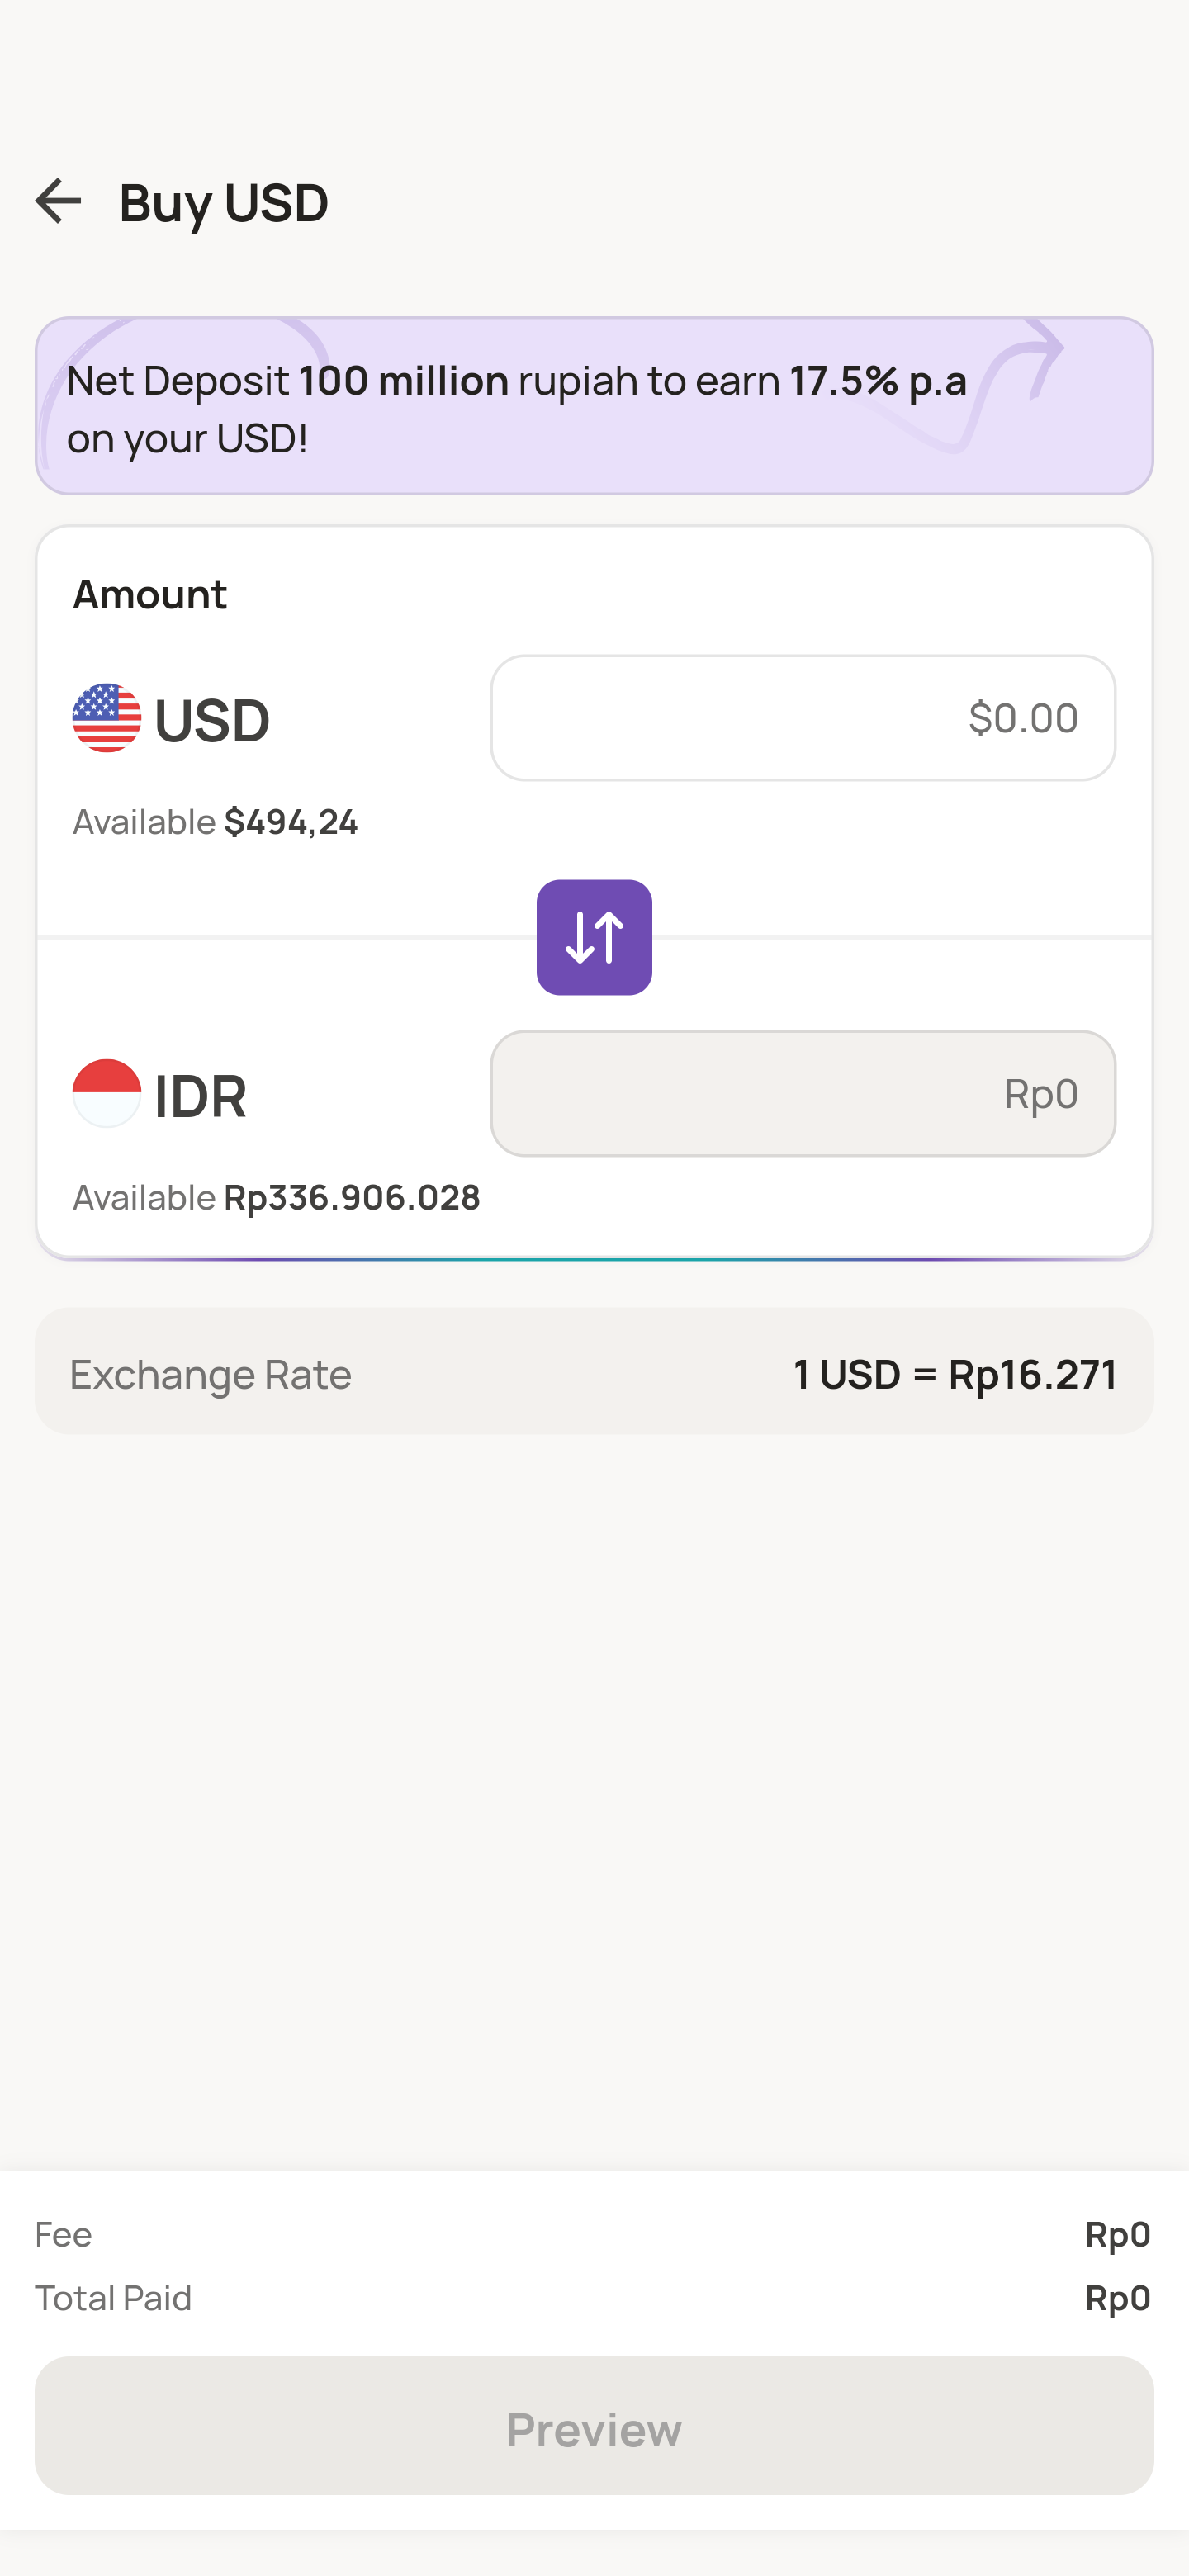 Buy USD
Net Deposit 100 million rupiah to earn 17.5% p.a
on your USD!
Amount
USD
$0.00
Available $494,24
IDR
Rp0
Available Rp336.906.028
Exchange Rate
1 USD = Rp16.271
Fee
Rp0
Total Paid
Rp0
Preview